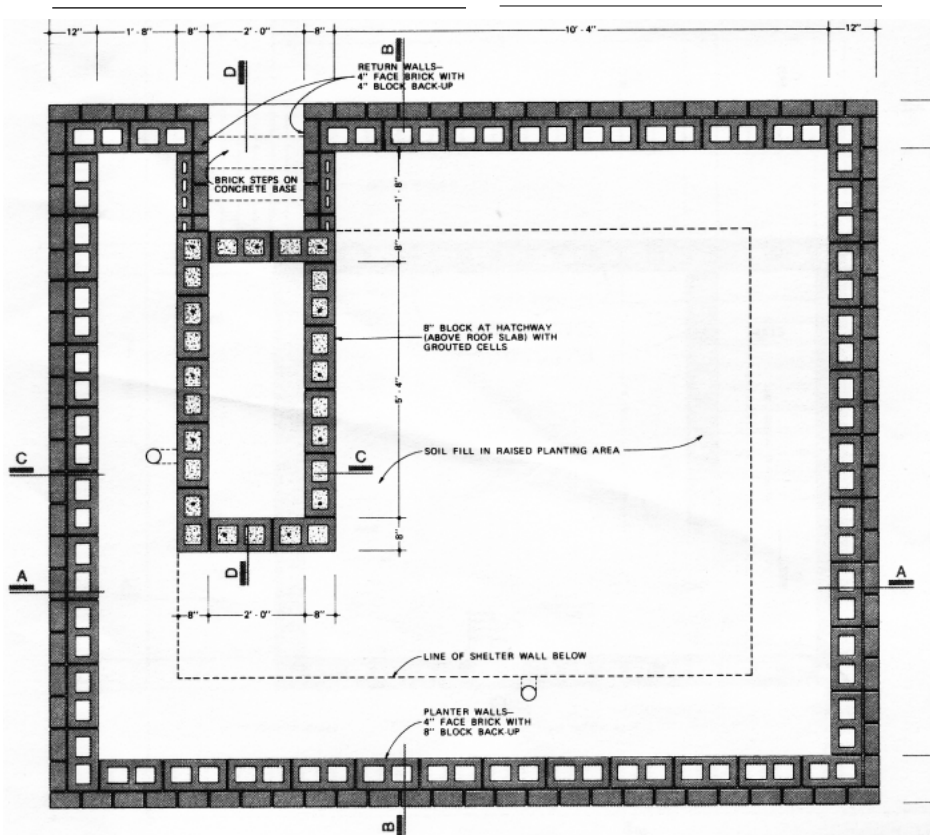 12" 1'-8" 8" 2'-0" 8" 10'-4" 12"
D
B
RETURN WALLS—
4" FACE BRICK WITH
4" BLOCK BACK-UP
BRICK STEPS ON
CONCRETE BASE
1'-8"
8"
8" BLOCK AT HATCHWAY
(ABOVE ROOF SLAB) WITH
GROUTED CELLS
5'-4"
SOIL FILL IN RAISED PLANTING AREA
C
C
8"
D
A
A
8" 2'-0" 8"
LINE OF SHELTER WALL BELOW
PLANTER WALLS—
4" FACE BRICK WITH
8" BLOCK BACK-UP
B